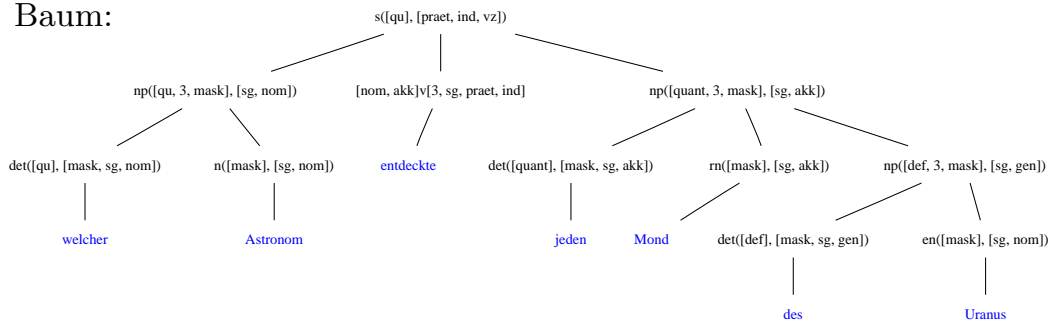 Baum:
s([qu], [praet, ind, vz])
np([qu, 3, mask], [sg, nom]) [nom, akk]v[3, sg, praet, ind] np([quant, 3, mask], [sg, akk])
det([qu], [mask, sg, nom]) n([mask], [sg, nom]) entdeckte det([quant], [mask, sg, akk]) rn([mask], [sg, akk]) np([def, 3, mask], [sg, gen])
welcher Astronom jeden Mond det([def], [mask, sg, gen]) en([mask], [sg, nom])
des Uranus